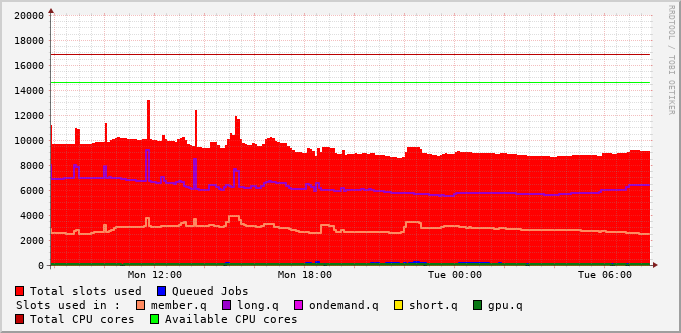 20000
18000
16000
14000
12000
10000
8000
6000
4000
2000
0
Mon 12:00 Mon 18:00 Tue 00:00 Tue 06:00
RRDTOOL / TOBI OETIKER
Total slots used Queued Jobs
Slots used in : member.q long.q ondemand.q short.q gpu.q
Total CPU cores Available CPU cores